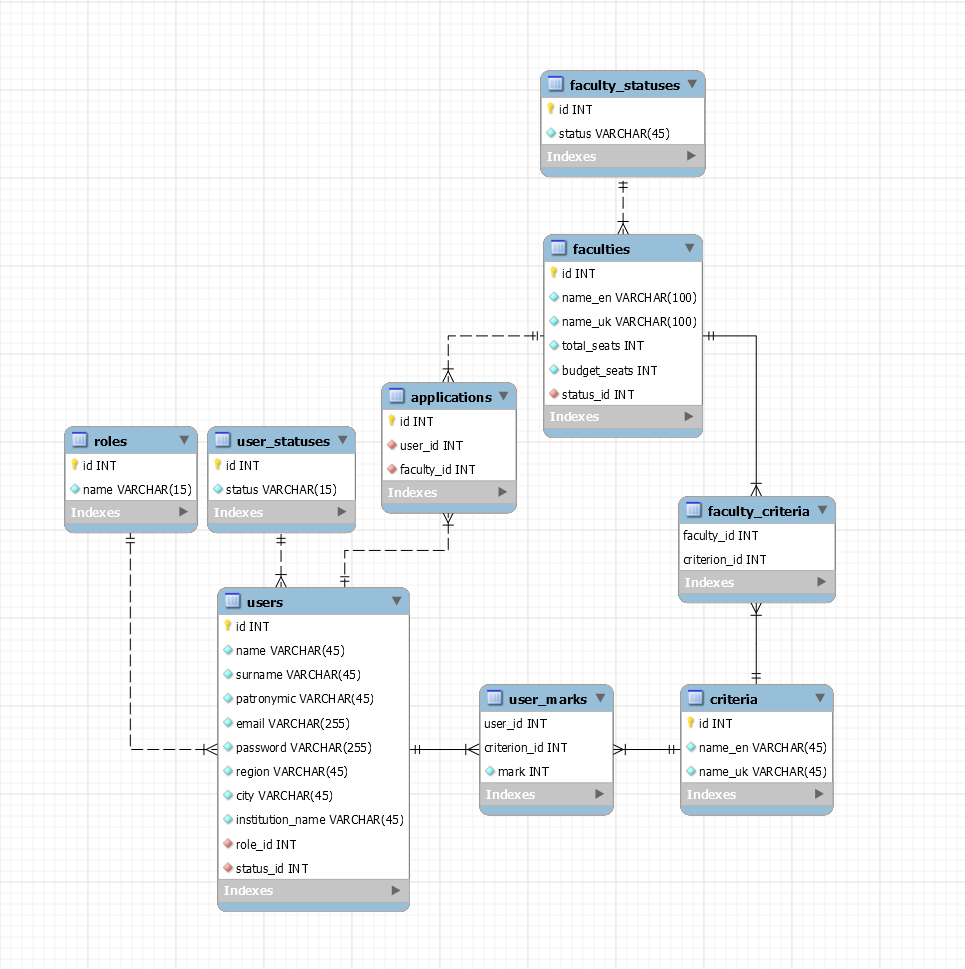 faculty_statuses
id INT
status VARCHAR(45)
Indexes
faculties
id INT
name_en VARCHAR(100)
name_uk VARCHAR(100)
total_seats INT
budget_seats INT
status_id INT
Indexes
applications
id INT
user_id INT
faculty_id INT
Indexes
roles
id INT
name VARCHAR(15)
Indexes
user_statuses
id INT
status VARCHAR(15)
Indexes
faculty_criteria
faculty_id INT
criterion_id INT
Indexes
users
id INT
name VARCHAR(45)
surname VARCHAR(45)
patronymic VARCHAR(45)
email VARCHAR(255)
password VARCHAR(255)
region VARCHAR(45)
city VARCHAR(45)
institution_name VARCHAR(45)
role_id INT
status_id INT
Indexes
user_marks
user_id INT
criterion_id INT
mark INT
Indexes
criteria
id INT
name_en VARCHAR(45)
name_uk VARCHAR(45)
Indexes